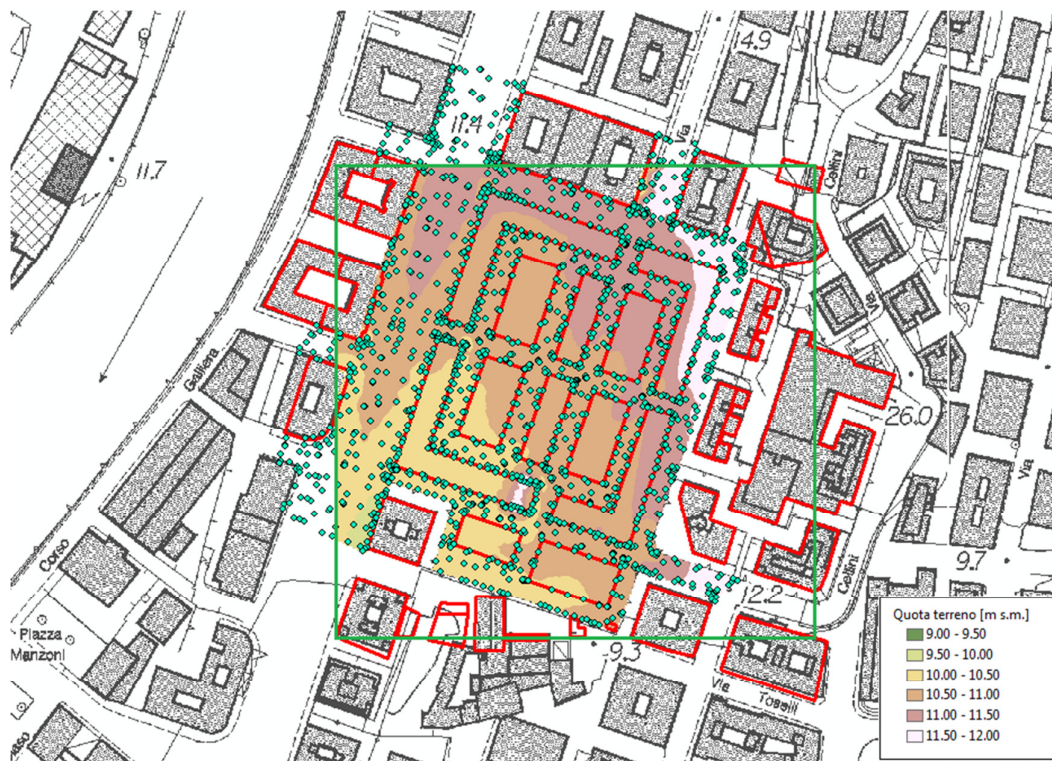 14.9
11.4
Via
11.7
Cellini
Via
Galliera
26.0
Via
Corso
Cellini
9.7
12.2
Piazza
Manzoni
9.3
Via
Toselli
Quota terreno [m s.m.]
9.00 - 9.50
9.50 - 10.00
10.00 - 10.50
10.50 - 11.00
11.00 - 11.50
11.50 - 12.00